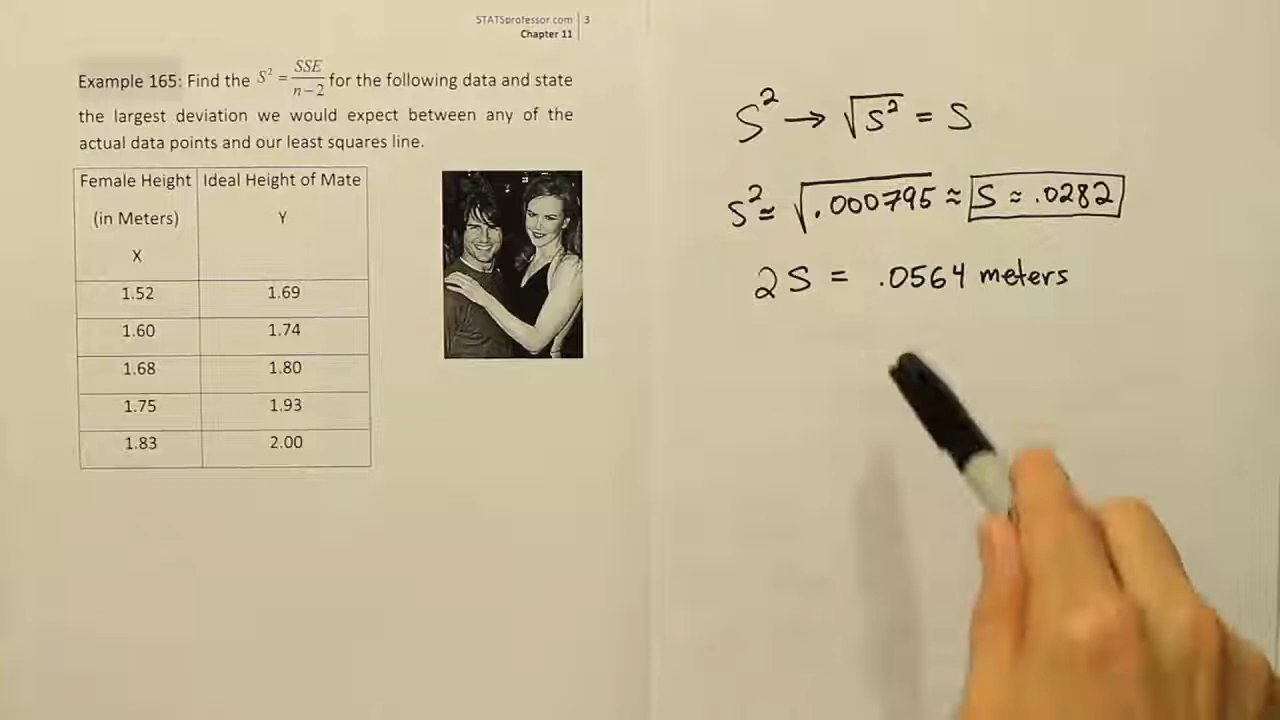 STATSprofessor.com | 3
Chapter 11
Example 165: Find the S² = SSE / n−2 for the following data and state
the largest deviation we would expect between any of the
actual data points and our least squares line.
Female Height (in Meters) X | Ideal Height of Mate Y
1.52 | 1.69
1.60 | 1.74
1.68 | 1.80
1.75 | 1.93
1.83 | 2.00
S² → √S² = S
S² ≈ √.000795 ≈ S ≈ .0282
2S = .0564 meters